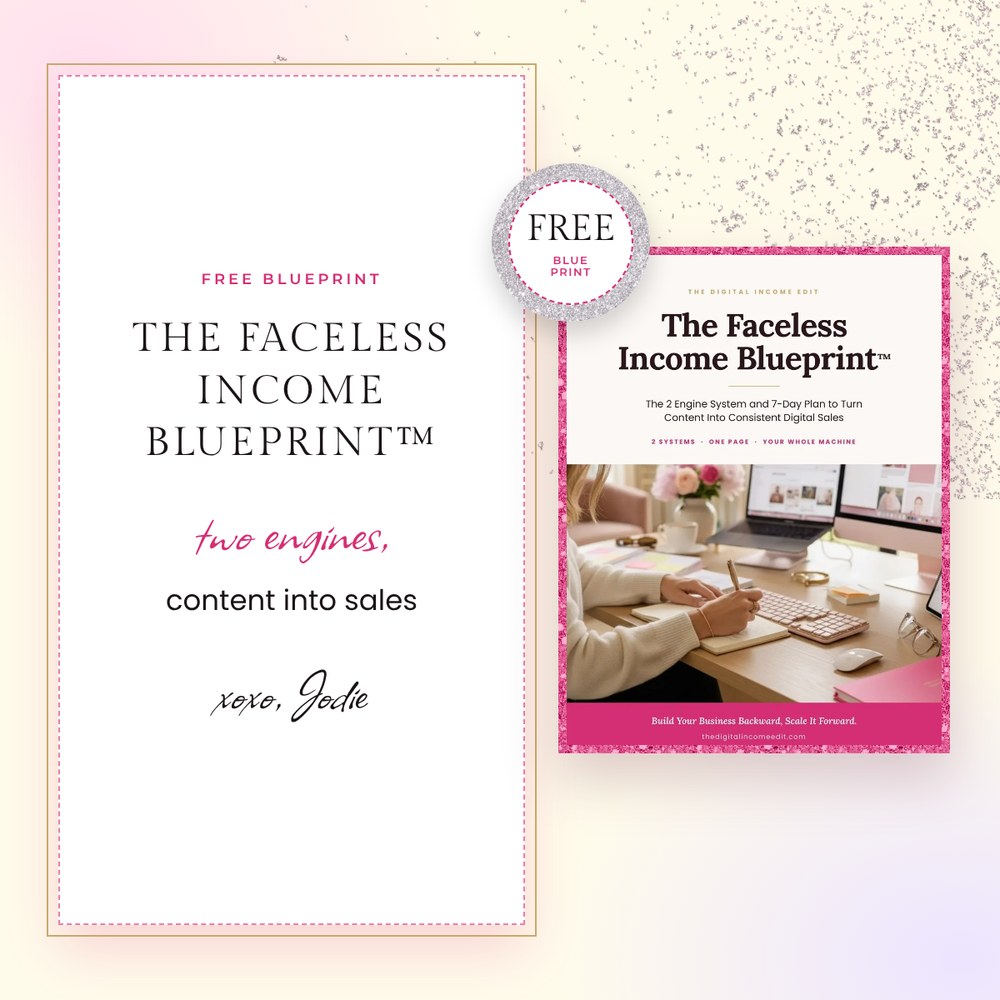 FREE BLUEPRINT
THE FACELESS
INCOME
BLUEPRINT™
two engines,
content into sales
xoxo, Jodie
FREE
BLUE
PRINT
THE DIGITAL INCOME EDIT
The Faceless
Income Blueprint™
The 2 Engine System and 7-Day Plan to Turn
Content Into Consistent Digital Sales
2 SYSTEMS · ONE PAGE · YOUR WHOLE MACHINE
Build Your Business Backward, Scale It Forward.
thedigitalincomeedit.com